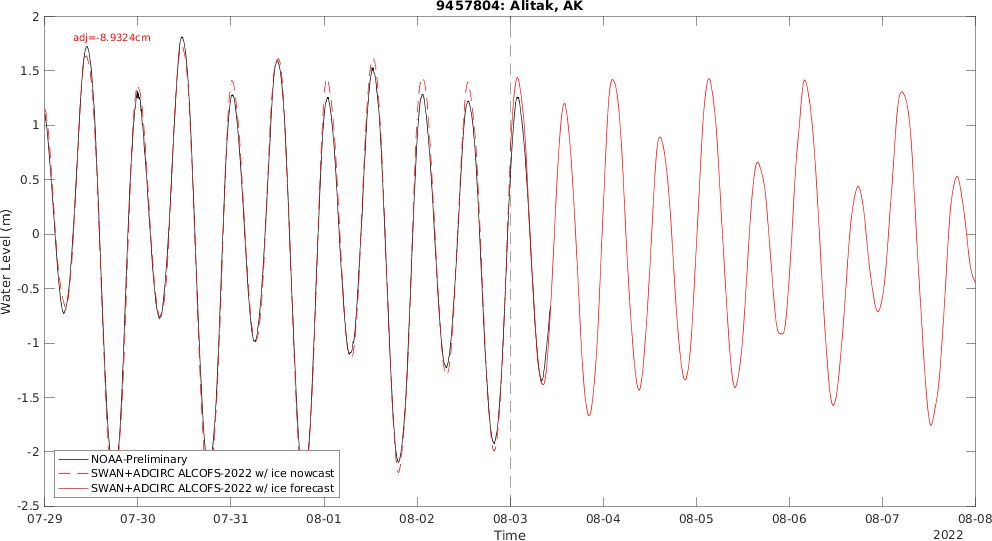 9457804: Alitak, AK
adj=-8.9324cm
2
1.5
1
0.5
0
-0.5
-1
-1.5
-2
-2.5
Water Level (m)
NOAA-Preliminary
SWAN+ADCIRC ALCOFS-2022 w/ ice nowcast
SWAN+ADCIRC ALCOFS-2022 w/ ice forecast
07-29 07-30 07-31 08-01 08-02 08-03 08-04 08-05 08-06 08-07 08-08
Time
2022